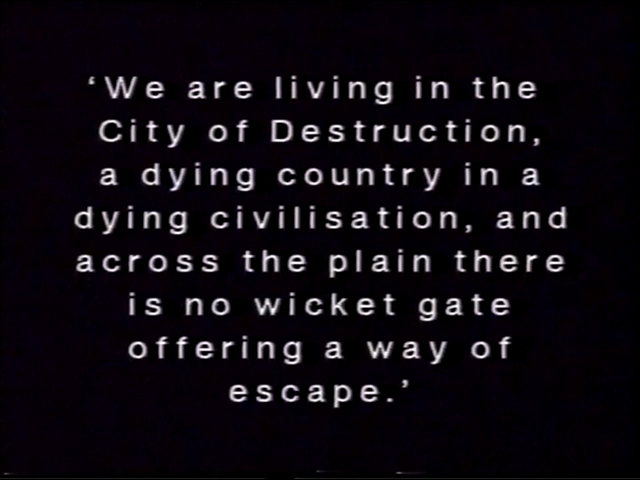 ‘We are living in the
City of Destruction,
a dying country in a
dying civilisation, and
across the plain there
is no wicket gate
offering a way of
escape.’